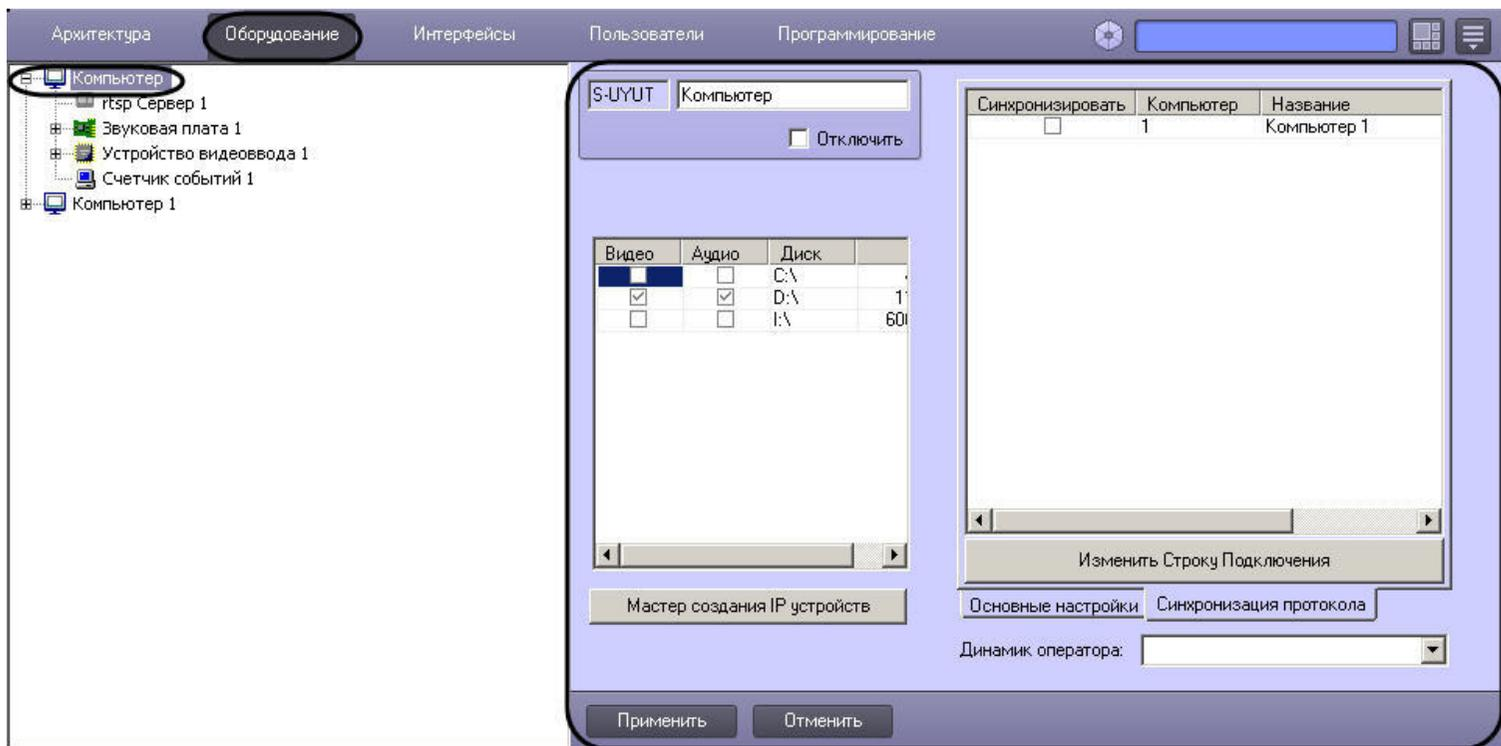 Архитектура Оборудование Интерфейсы Пользователи Программирование
Компьютер
rtsp Сервер 1
Звуковая плата 1
Устройство видеоввода 1
Счетчик событий 1
Компьютер 1
S-UYUT Компьютер
Отключить
Видео Аудио Диск
C:\
D:\ 1
I:\ 60
Мастер создания IP устройств
Синхронизировать Компьютер Название
1 Компьютер 1
Изменить Строку Подключения
Основные настройки Синхронизация протокола
Динамик оператора:
Применить Отменить